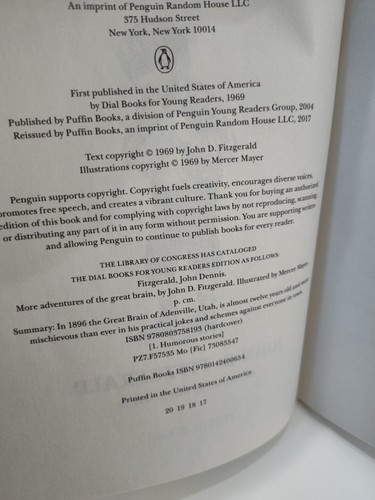 An imprint of Penguin Random House LLC
375 Hudson Street
New York, New York 10014
First published in the United States of America
by Dial Books for Young Readers, 1969
Published by Puffin Books, a division of Penguin Young Readers Group, 2004
Reissued by Puffin Books, an imprint of Penguin Random House LLC, 2017
Text copyright © 1969 by John D. Fitzgerald
Illustrations copyright © 1969 by Mercer Mayer
Penguin supports copyright. Copyright fuels creativity, encourages diverse voices,
promotes free speech, and creates a vibrant culture. Thank you for buying an authorized
edition of this book and for complying with copyright laws by not reproducing, scanning,
or distributing any part of it in any form without permission. You are supporting writers
and allowing Penguin to continue to publish books for every reader.
THE LIBRARY OF CONGRESS HAS CATALOGED
THE DIAL BOOKS FOR YOUNG READERS EDITION AS FOLLOWS:
Fitzgerald, John Dennis.
More adventures of the great brain, by John D. Fitzgerald. Illustrated by Mercer Mayer.
p. cm.
Summary: In 1896 the Great Brain of Adenville, Utah, is almost twelve years old and more
mischievous than ever in his practical jokes and schemes against everyone in town.
ISBN 9780803758193 (hardcover)
[1. Humorous stories]
PZ7.F57535 Mo [Fic] 73085547
Puffin Books ISBN 9780142400654
Printed in the United States of America
20 19 18 17